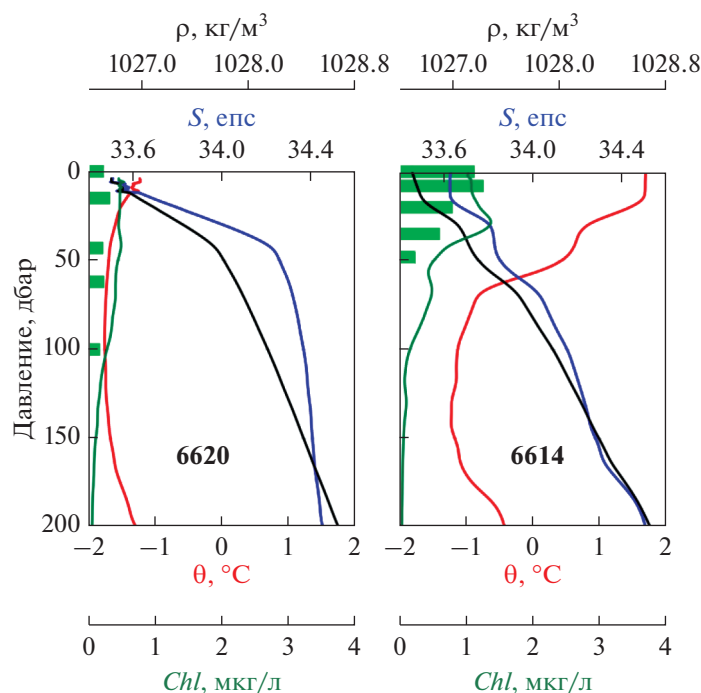 ρ, кг/м³ ρ, кг/м³
1027.0 1028.0 1028.8 1027.0 1028.0 1028.8
S, епс S, епс
33.6 34.0 34.4 33.6 34.0 34.4
Давление, дбар
0
50
100
150
200
6620 6614
−2 −1 0 1 2 −2 −1 0 1 2
θ, °C θ, °C
0 1 2 3 4 0 1 2 3 4
Chl, мкг/л Chl, мкг/л